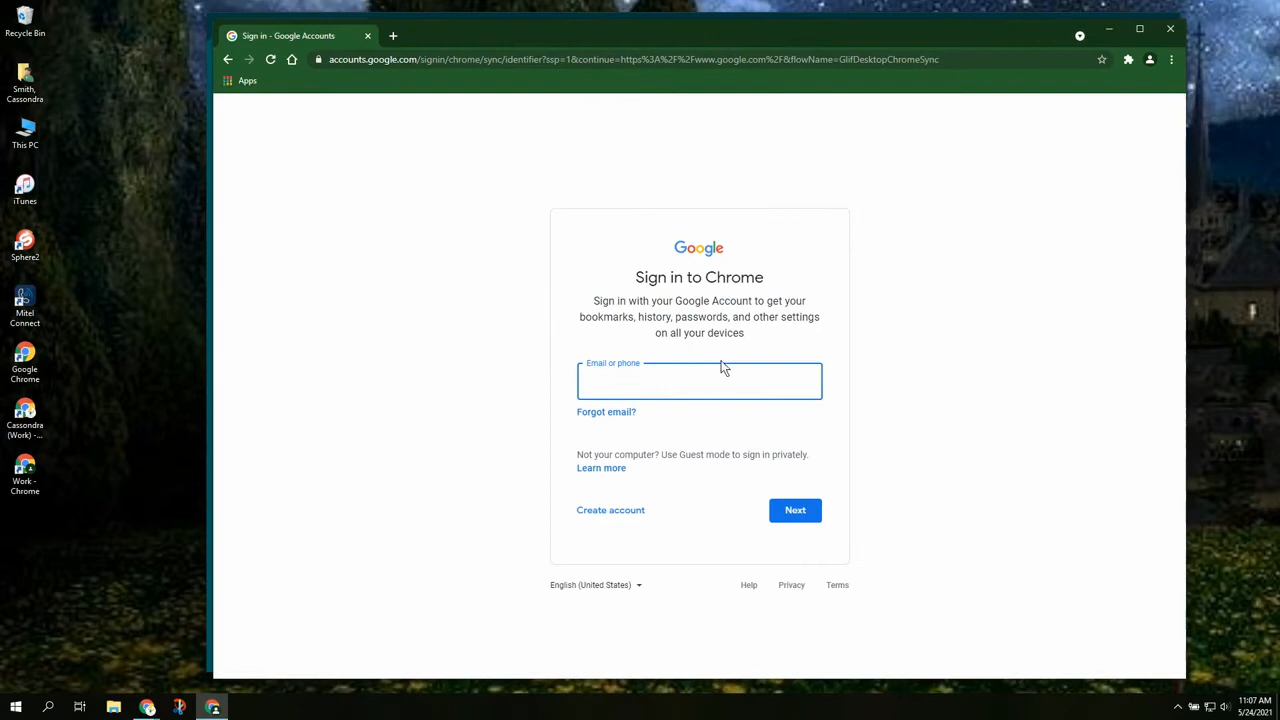 Recycle Bin
Smith,
Cassondra
This PC
iTunes
Sphere2
Mitel
Connect
Google
Chrome
Cassondra
(Work) -...
Work -
Chrome
Sign in - Google Accounts
accounts.google.com/signin/chrome/sync/identifier?ssp=1&continue=https%3A%2F%2Fwww.google.com%2F&flowName=GlifDesktopChromeSync
Apps
Google
Sign in to Chrome
Sign in with your Google Account to get your
bookmarks, history, passwords, and other settings
on all your devices
Email or phone
Forgot email?
Not your computer? Use Guest mode to sign in privately.
Learn more
Create account
Next
English (United States)
Help
Privacy
Terms
11:07 AM
5/24/2021